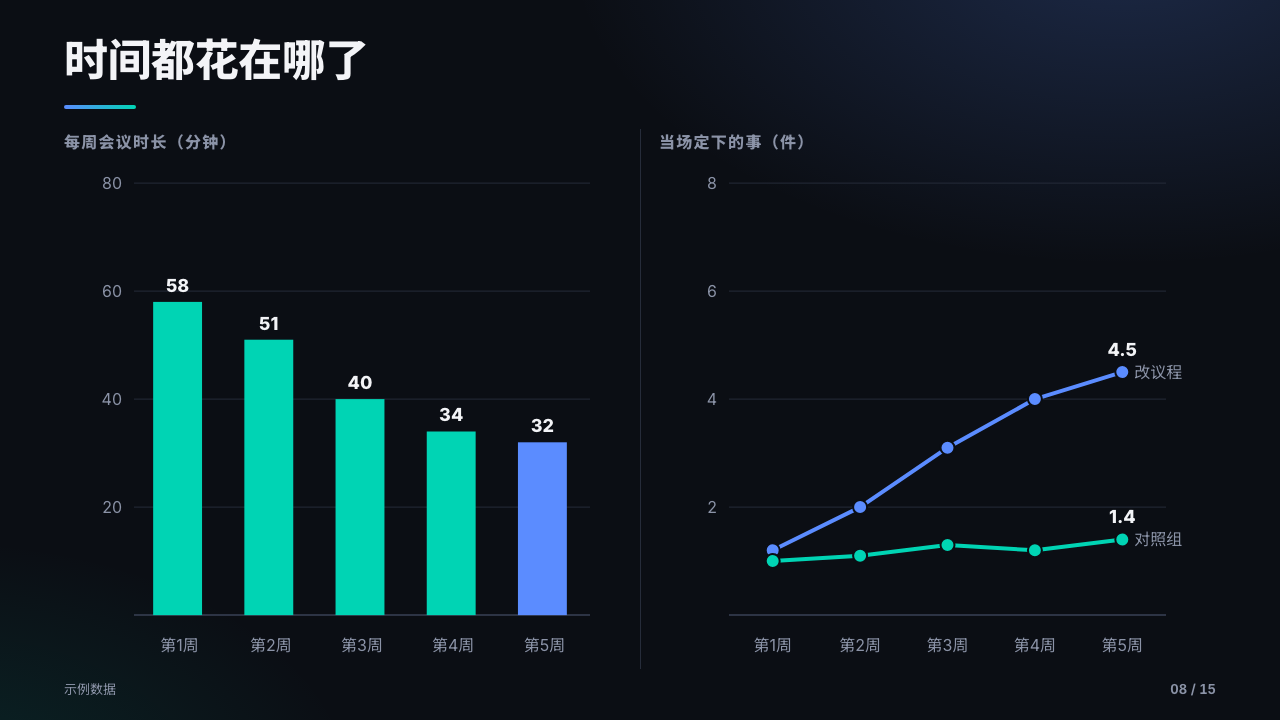 时间都花在哪了
每周会议时长（分钟）
80
60
40
20
58
51
40
34
32
第1周
第2周
第3周
第4周
第5周
当场定下的事（件）
8
6
4
2
4.5
改议程
1.4
对照组
第1周
第2周
第3周
第4周
第5周
示例数据
08 / 15